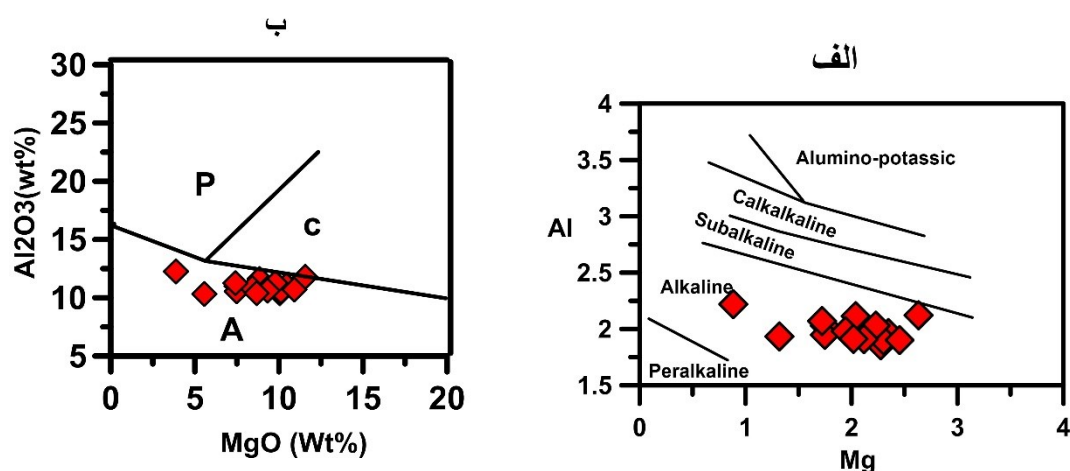 ب
30
25
20
15
10
5
Al2O3(wt%)
P
c
A
0
5
10
15
20
MgO (Wt%)
الف
4
3.5
3
2.5
2
1.5
Al
Alumino-potassic
Calkalkaline
Subalkaline
Alkaline
Peralkaline
0
1
2
3
4
Mg